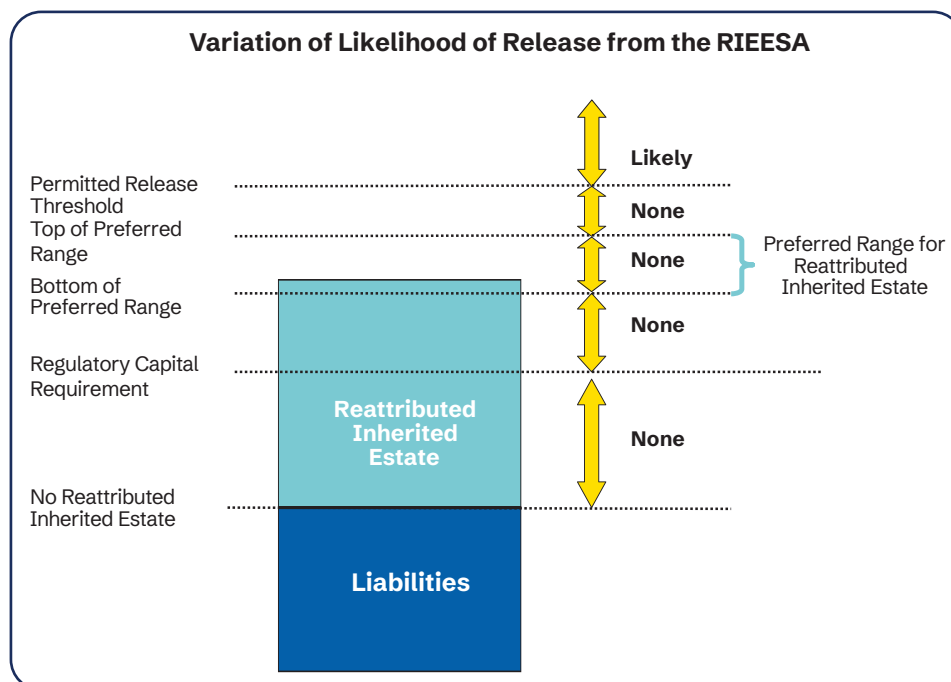 Variation of Likelihood of Release from the RIEESA
Likely
Permitted Release
Threshold
None
Top of Preferred
Range
None
Preferred Range for
Reattributed
Inherited Estate
Bottom of
Preferred Range
None
Regulatory Capital
Requirement
Reattributed
Inherited
Estate
None
No Reattributed
Inherited Estate
Liabilities